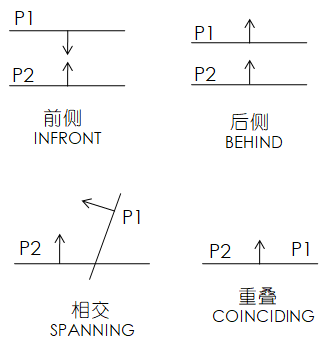 P1
P2
前侧
INFRONT
P1
P2
后侧
BEHIND
P1
P2
相交
SPANNING
P2 P1
重叠
COINCIDING